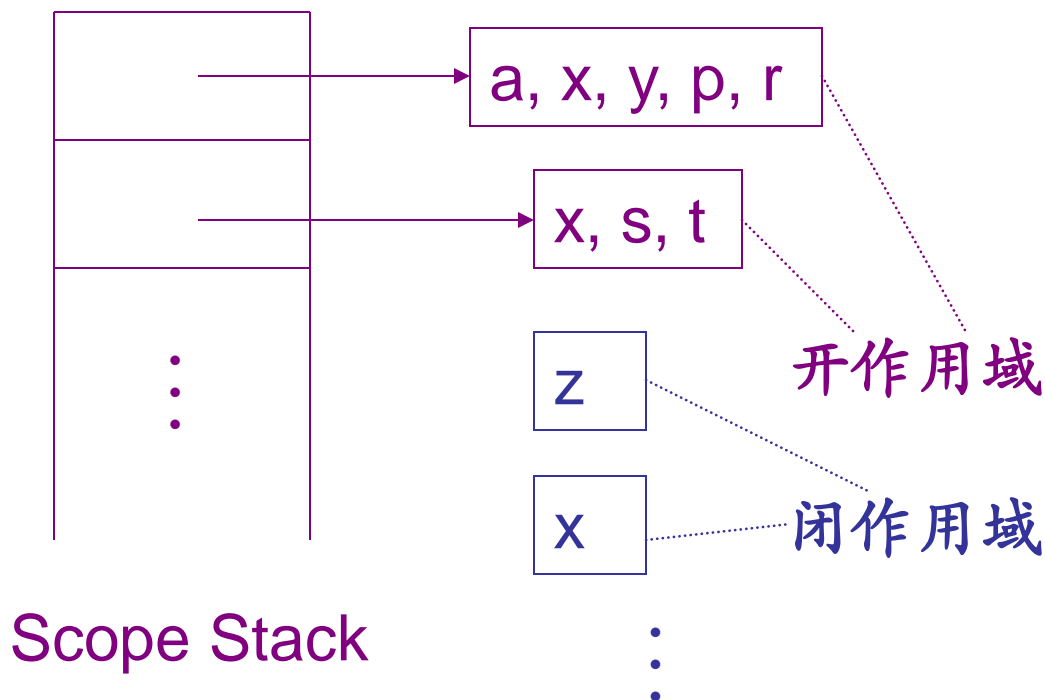 a, x, y, p, r
x, s, t
开作用域
z
闭作用域
x
Scope Stack